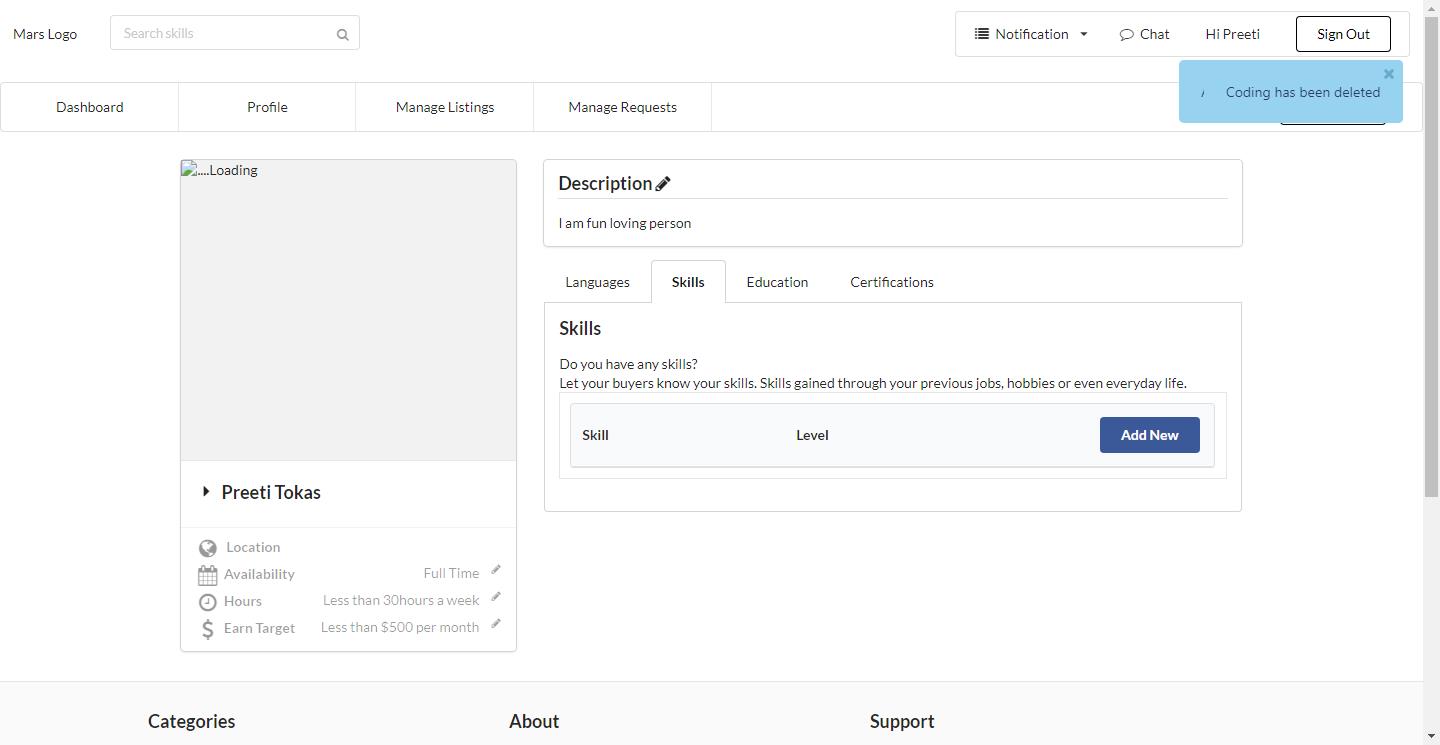 Mars Logo
Search skills
Notification
Chat
Hi Preeti
Sign Out
Coding has been deleted
Dashboard
Profile
Manage Listings
Manage Requests
....Loading
Description
I am fun loving person
Languages
Skills
Education
Certifications
Skills
Do you have any skills?
Let your buyers know your skills. Skills gained through your previous jobs, hobbies or even everyday life.
Skill
Level
Add New
Preeti Tokas
Location
Availability
Full Time
Hours
Less than 30hours a week
Earn Target
Less than $500 per month
Categories
About
Support